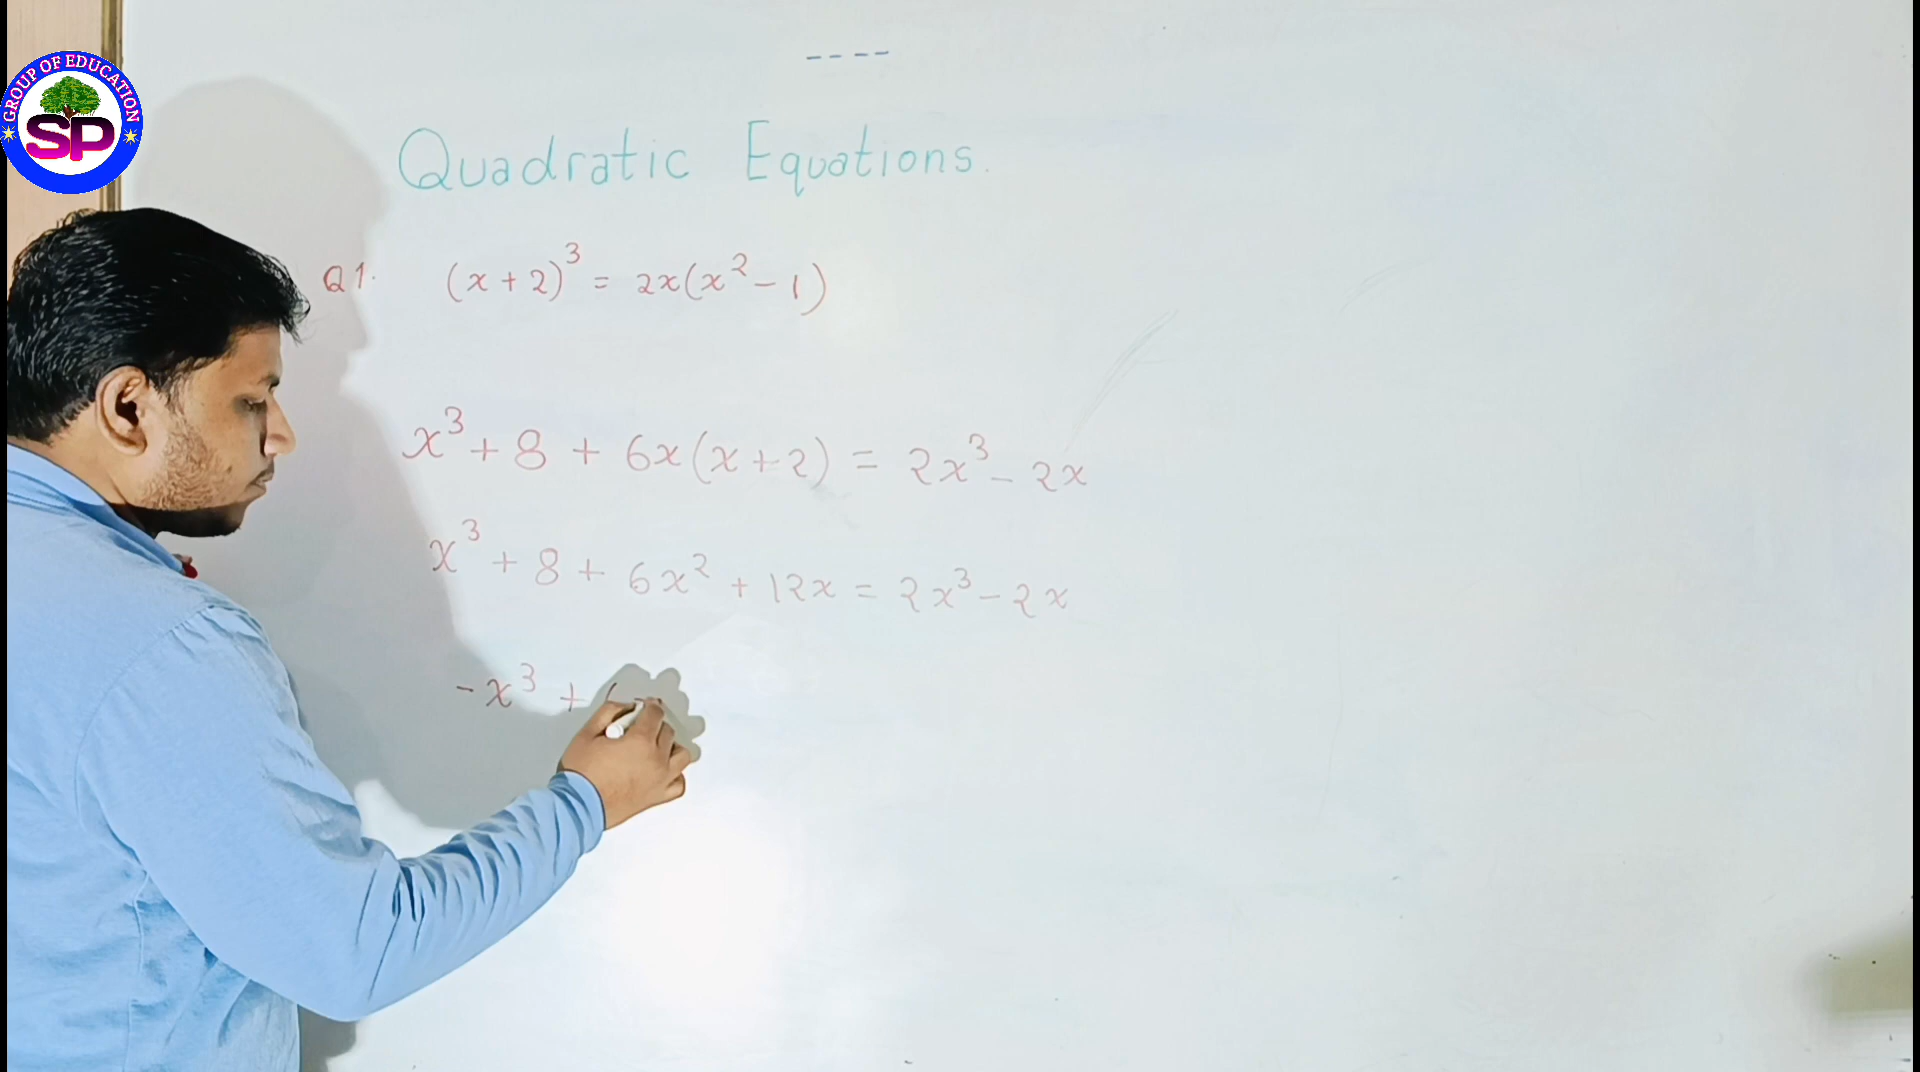 GROUP OF EDUCATION
SP
----
Quadratic Equations.
Q1. (x+2)³ = 2x(x²-1)
x³+8 + 6x(x+2) = 2x³-2x
x³+8+6x²+12x = 2x³-2x
-x³ +